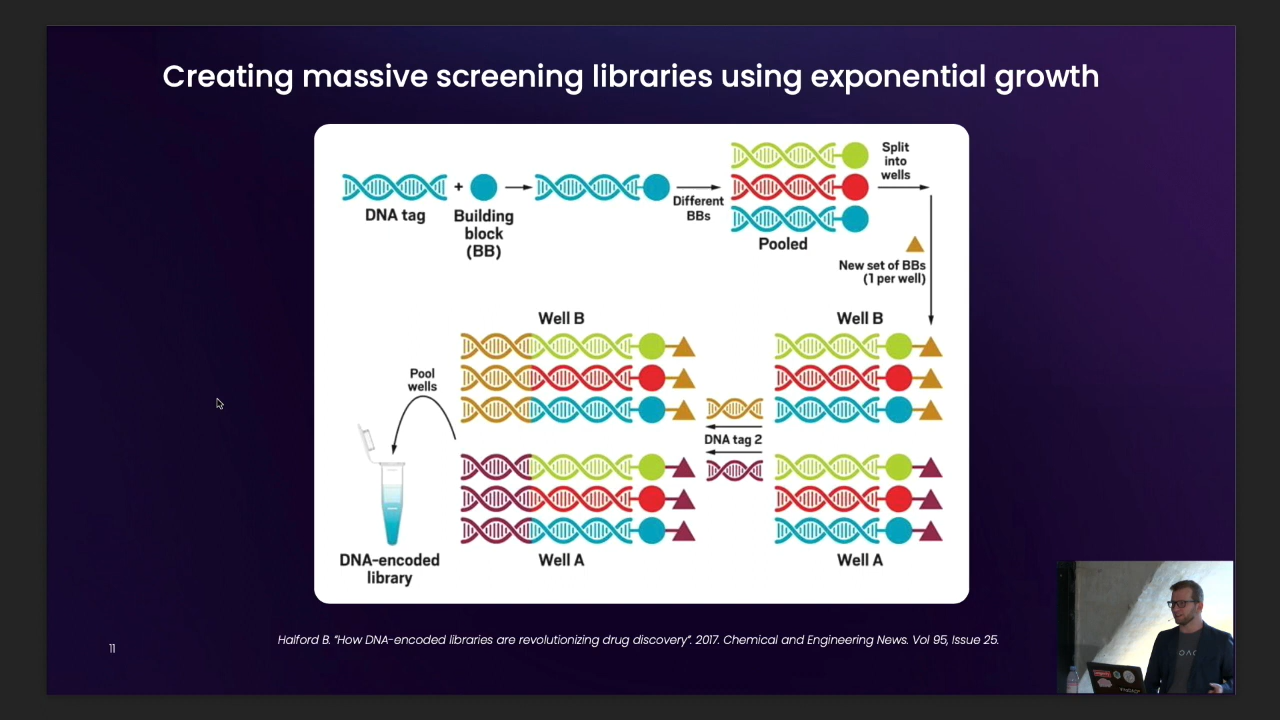 Creating massive screening libraries using exponential growth
DNA tag
+
Building
block
(BB)
Different
BBs
Pooled
Split
into
wells
New set of BBs
(1 per well)
Well B
Well A
DNA tag 2
Well B
Well A
Pool
wells
DNA-encoded
library
Halford B. “How DNA-encoded libraries are revolutionizing drug discovery”. 2017. Chemical and Engineering News. Vol 95, Issue 25.
11